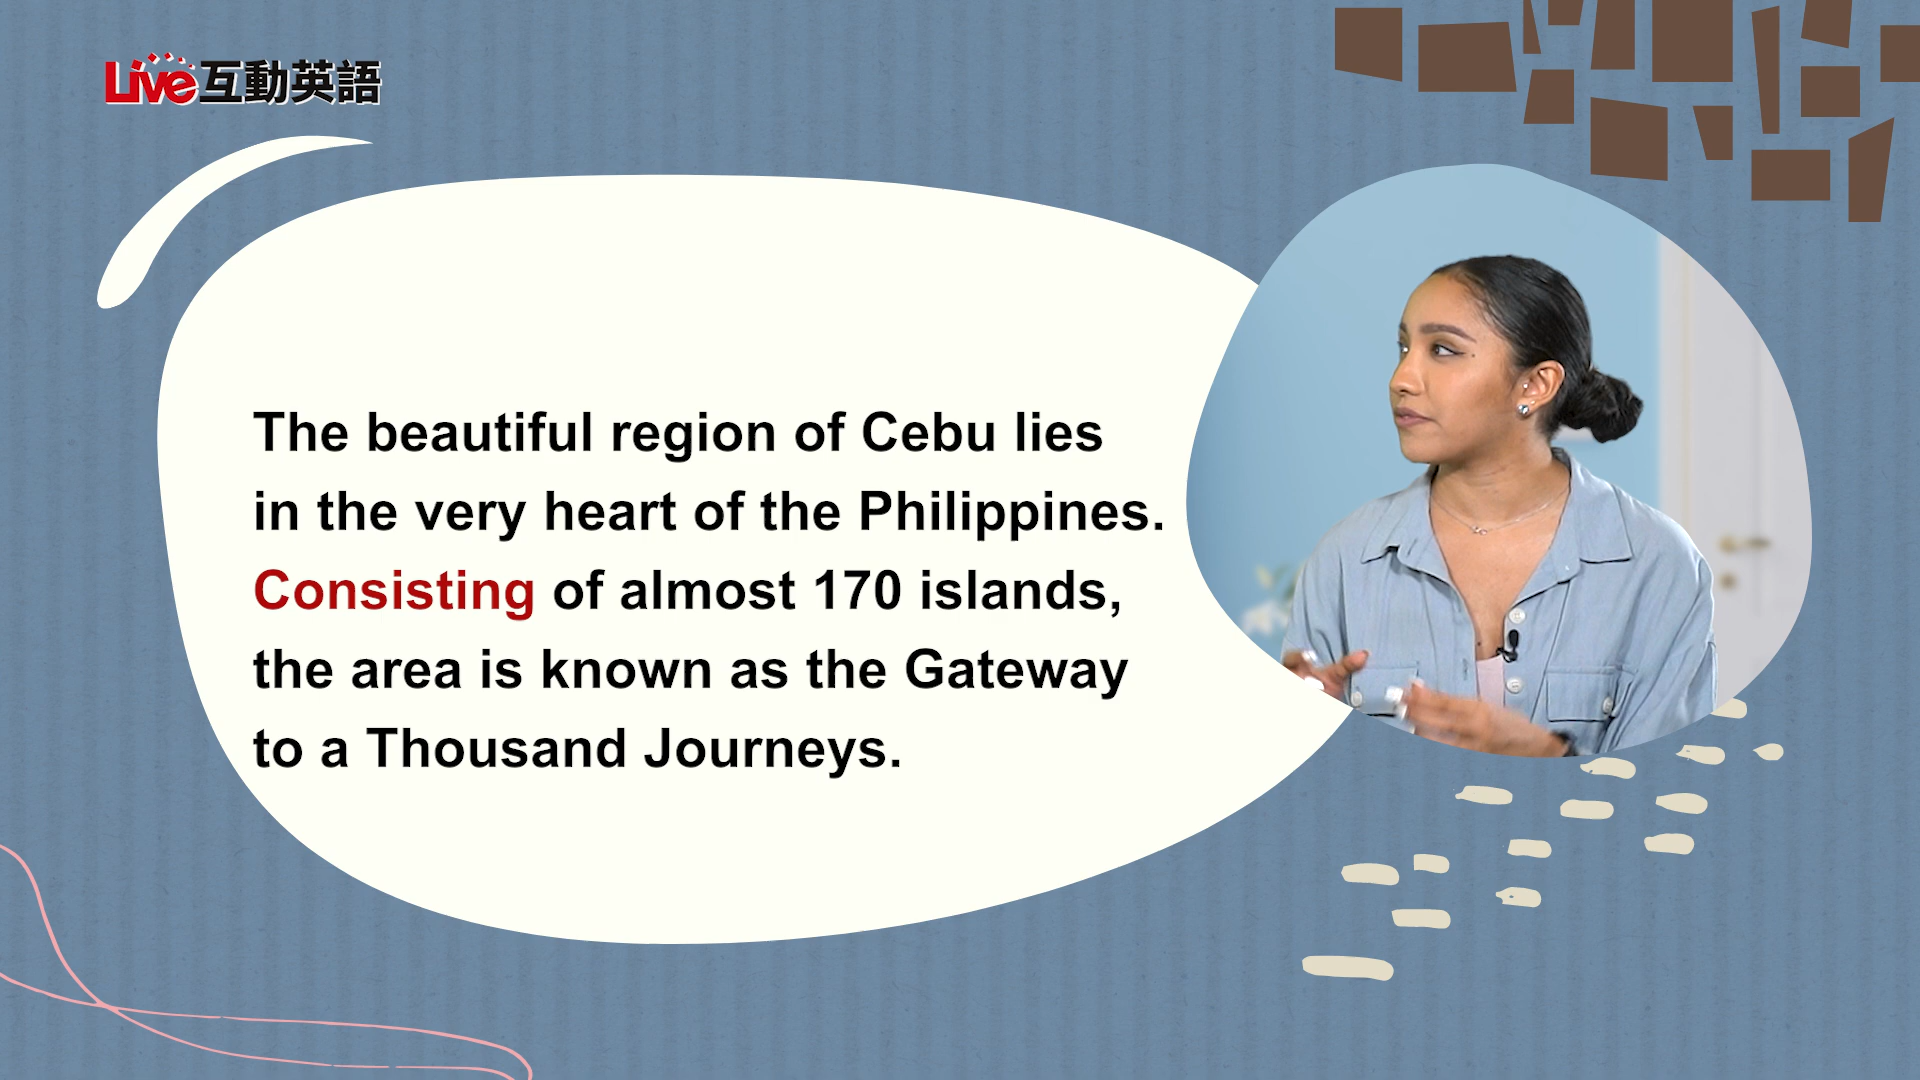 Live互動英語
The beautiful region of Cebu lies
in the very heart of the Philippines.
Consisting of almost 170 islands,
the area is known as the Gateway
to a Thousand Journeys.